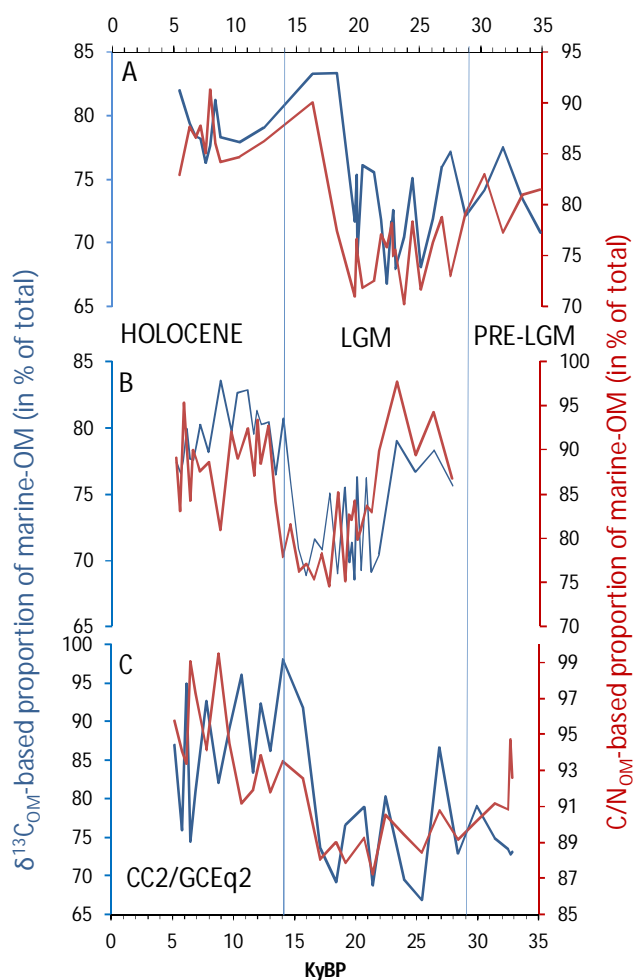 0 5 10 15 20 25 30 35
85 A 95
80 90
85
75 80
70 75
65 70
HOLOCENE LGM PRE-LGM
85 B 100
80 95
90
75 85
80
70 75
65 70
100 C 99
95 97
90 95
85 93
80 91
75 89
70 CC2/GCEq2 87
65 85
0 5 10 15 20 25 30 35
KyBP
δ¹³C_OM-based proportion of marine-OM (in % of total)
C/N_OM-based proportion of marine-OM (in % of total)